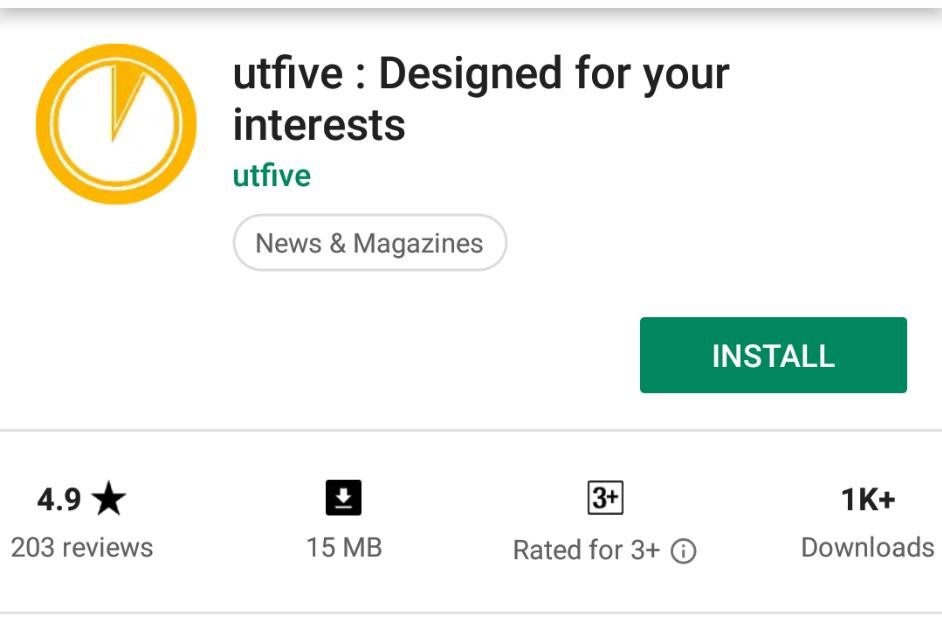 utfive : Designed for your
interests
utfive
News & Magazines
INSTALL
4.9 ★
203 reviews
15 MB
3+
Rated for 3+
1K+
Downloads